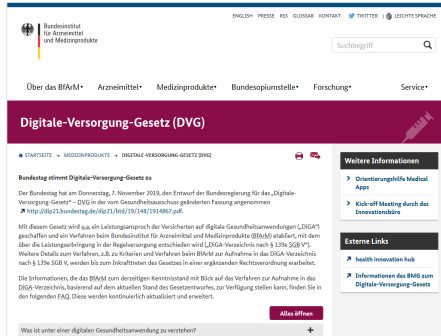 ENGLISH PRESSE RSS GLOSSAR KONTAKT TWITTER LEICHTE SPRACHE
Bundesinstitut
für Arzneimittel
und Medizinprodukte
Suchbegriff
Über das BfArM Arzneimittel Medizinprodukte Bundesopiumstelle Forschung Service
Digitale-Versorgung-Gesetz (DVG)
STARTSEITE → MEDIZINPRODUKTE → DIGITALE-VERSORGUNG-GESETZ (DVG)
Bundestag stimmt Digitale-Versorgung-Gesetz zu
Der Bundestag hat am Donnerstag, 7. November 2019, den Entwurf der Bundesregierung für das „Digitale-
Versorgung-Gesetz“ – DVG in der vom Gesundheitsausschuss geänderten Fassung angenommen
http://dip21.bundestag.de/dip21/btd/19/148/1914867.pdf.
Mit diesem Gesetz wird u.a. ein Leistungsanspruch der Versicherten auf digitale Gesundheitsanwendungen („DiGA“)
geschaffen und ein Verfahren beim Bundesinstitut für Arzneimittel und Medizinprodukte (BfArM) etabliert, mit dem
über die Leistungserbringung in der Regelversorgung entschieden wird („DiGA-Verzeichnis nach § 139e SGB V“).
Weitere Details zum Verfahren, z.B. zu Kriterien und Verfahren beim BfArM zur Aufnahme in das DiGA-Verzeichnis
nach § 139e SGB V, werden bis zum Inkrafttreten des Gesetzes in einer ergänzenden Rechtsverordnung erarbeitet.
Die Informationen, die das BfArM zum derzeitigen Kenntnisstand mit Blick auf das Verfahren zur Aufnahme in das
DiGA-Verzeichnis, basierend auf dem aktuellen Stand des Gesetzentwurfes, zur Verfügung stellen kann, finden Sie in
den folgenden FAQ. Diese werden kontinuierlich aktualisiert und erweitert.
Alles öffnen
Was ist unter einer digitalen Gesundheitsanwendung zu verstehen? +
Weitere Informationen
Orientierungshilfe Medical
Apps
Kick-off Meeting durch das
Innovationsbüro
Externe Links
health innovation hub
Informationen des BMG zum
Digitale-Versorgung-Gesetz